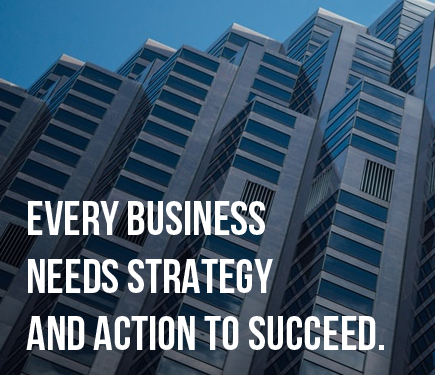 EVERY BUSINESS
NEEDS STRATEGY
AND ACTION TO SUCCEED.